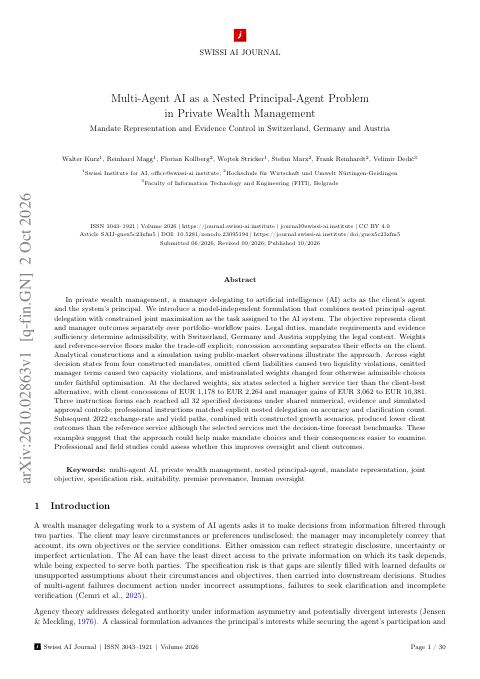 SWISSI AI JOURNAL
Multi-Agent AI as a Nested Principal-Agent Problem
in Private Wealth Management
Mandate Representation and Evidence Control in Switzerland, Germany and Austria
Walter Kurz¹, Reinhard Magg¹, Florian Kollberg², Wojtek Stricker¹, Stefan Marz², Frank Reinhardt², Velimir Dedić³
¹Swiss Institute for AI, office@swissi-ai.institute; ²Hochschule für Wirtschaft und Umwelt Nürtingen-Geislingen
³Faculty of Information Technology and Engineering (FITI), Belgrade
ISSN 3043–1921 | Volume 2026 | https://journal.swissi-ai.institute | journal@swissi-ai.institute | CC BY 4.0
Article SAIJ-guex5c23zfm5 | DOI: 10.5281/zenodo.23095194 | https://journal.swissi-ai.institute/doi/guex5c23zfm5
Submitted 06/2026; Revised 09/2026; Published 10/2026
Abstract
In private wealth management, a manager delegating to artificial intelligence (AI) acts as the client's agent
and the system's principal. We introduce a model-independent formulation that combines nested principal-agent
delegation with constrained joint maximisation as the task assigned to the AI system. The objective represents client
and manager outcomes separately over portfolio–workflow pairs. Legal duties, mandate requirements and evidence
sufficiency determine admissibility, with Switzerland, Germany and Austria supplying the legal context. Weights
and reference-service floors make the trade-off explicit; concession accounting separates their effects on the client.
Analytical constructions and a simulation using public-market observations illustrate the approach. Across eight
decision states from four constructed mandates, omitted client liabilities caused two liquidity violations, omitted
manager terms caused two capacity violations, and mistranslated weights changed four otherwise admissible choices
under faithful optimisation. At the declared weights, six states selected a higher service tier than the client-best
alternative, with client concessions of EUR 1,178 to EUR 2,264 and manager gains of EUR 3,062 to EUR 10,381.
Three instruction forms each reached all 32 specified decisions under shared numerical, evidence and simulated
approval controls; professional instructions matched explicit nested delegation on accuracy and clarification count.
Subsequent 2022 exchange-rate and yield paths, combined with constructed growth scenarios, produced lower client
outcomes than the reference service although the selected services met the decision-time forecast benchmarks. These
examples suggest that the approach could help make mandate choices and their consequences easier to examine.
Professional and field studies could assess whether this improves oversight and client outcomes.
Keywords: multi-agent AI, private wealth management, nested principal-agent, mandate representation, joint
objective, specification risk, suitability, premise provenance, human oversight
1 Introduction
A wealth manager delegating work to a system of AI agents asks it to make decisions from information filtered through
two parties. The client may leave circumstances or preferences undisclosed; the manager may incompletely convey that
account, its own objectives or the service conditions. Either omission can reflect strategic disclosure, uncertainty or
imperfect articulation. The AI can have the least direct access to the private information on which its task depends,
while being expected to serve both parties. The specification risk is that gaps are silently filled with learned defaults or
unsupported assumptions about their circumstances and objectives, then carried into downstream decisions. Studies
of multi-agent failures document action under incorrect assumptions, failures to seek clarification and incomplete
verification (Cemri et al., 2025).
Agency theory addresses delegated authority under information asymmetry and potentially divergent interests (Jensen
& Meckling, 1976). A classical formulation advances the principal's interests while securing the agent's participation and
Swissi AI Journal | ISSN 3043–1921 | Volume 2026
Page 1 / 30
arXiv:2610.02863v1 [q-fin.GN] 2 Oct 2026